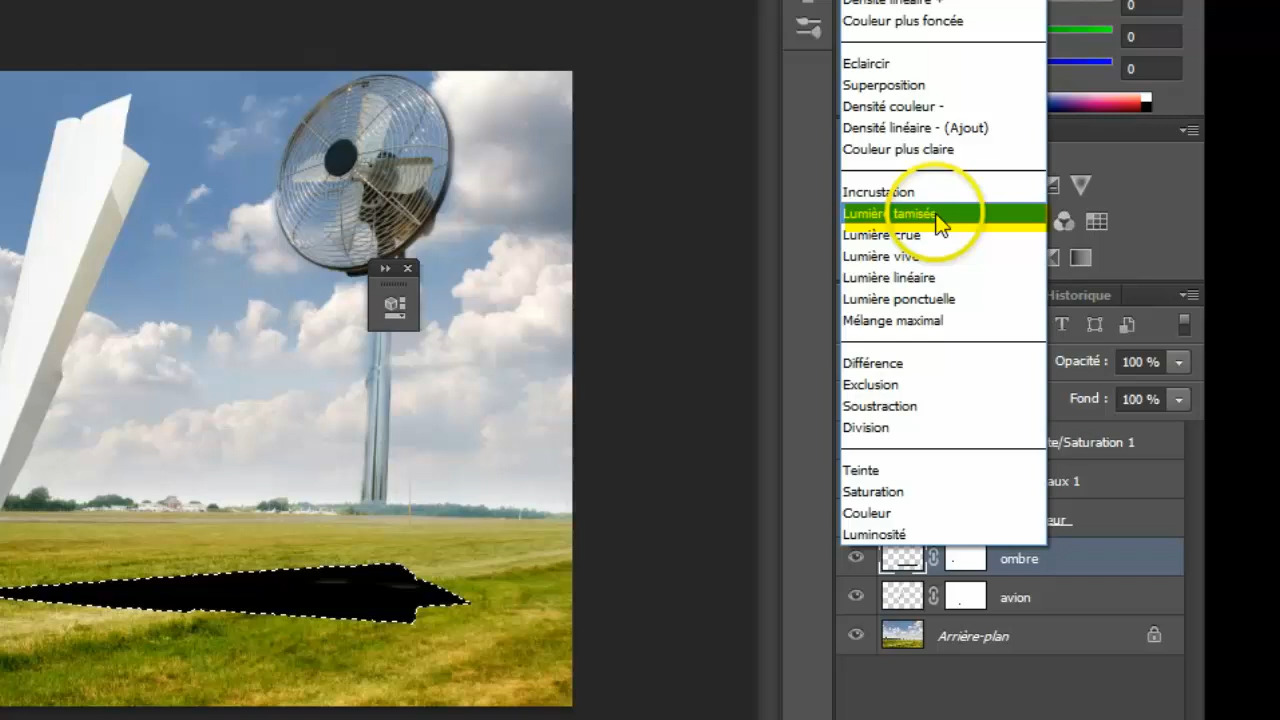 Couleur plus foncée
Eclaircir
Superposition
Densité couleur -
Densité linéaire - (Ajout)
Couleur plus claire
Incrustation
Lumière tamisée
Lumière crue
Lumière vive
Lumière linéaire
Lumière ponctuelle
Mélange maximal
Différence
Exclusion
Soustraction
Division
Teinte
Saturation
Couleur
Luminosité
0
0
0
Historique
T
Opacité : 100 %
Fond : 100 %
te/Saturation 1
aux 1
eur
ombre
avion
Arrière-plan